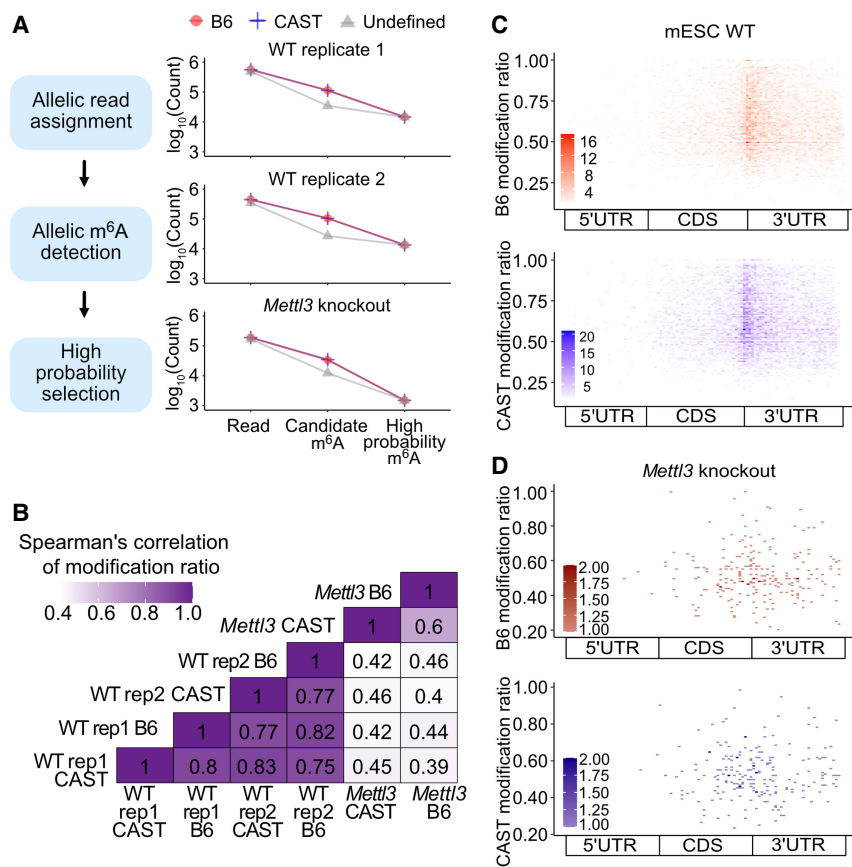 A
B6 CAST Undefined
Allelic read
assignment
Allelic m⁶A
detection
High
probability
selection
WT replicate 1
log₁₀(Count)
6
5
4
3
WT replicate 2
log₁₀(Count)
6
5
4
3
Mettl3 knockout
log₁₀(Count)
6
5
4
3
Read Candidate m⁶A High probability m⁶A
B
Spearman's correlation
of modification ratio
0.4 0.6 0.8 1.0
Mettl3 B6 1
Mettl3 CAST 1 0.6
WT rep2 B6 1 0.42 0.46
WT rep2 CAST 1 0.77 0.46 0.4
WT rep1 B6 1 0.77 0.82 0.42 0.44
WT rep1 CAST 1 0.8 0.83 0.75 0.45 0.39
WT rep1 CAST WT rep1 B6 WT rep2 CAST WT rep2 B6 Mettl3 CAST Mettl3 B6
C
mESC WT
B6 modification ratio
1.00
0.75
0.50
0.25
16
12
8
4
5'UTR CDS 3'UTR
CAST modification ratio
1.00
0.75
0.50
0.25
20
15
10
5
5'UTR CDS 3'UTR
D
Mettl3 knockout
B6 modification ratio
1.00
0.80
0.60
0.40
0.20
2.00
1.75
1.50
1.25
1.00
5'UTR CDS 3'UTR
CAST modification ratio
1.00
0.80
0.60
0.40
0.20
2.00
1.75
1.50
1.25
1.00
5'UTR CDS 3'UTR